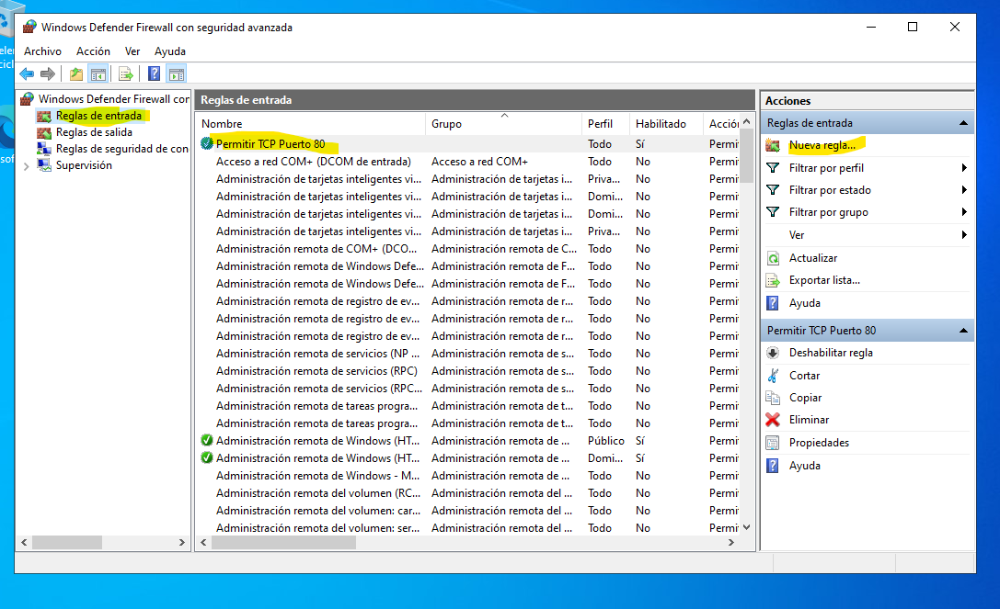 Windows Defender Firewall con seguridad avanzada
Archivo Acción Ver Ayuda
Windows Defender Firewall con
Reglas de entrada
Reglas de salida
Reglas de seguridad de con
Supervisión
Reglas de entrada
Nombre Grupo Perfil Habilitado Acción
Permitir TCP Puerto 80 Todo Sí Permi
Acceso a red COM+ (DCOM de entrada) Acceso a red COM+ Todo No Permi
Administración de tarjetas inteligentes vi... Administración de tarjetas i... Priva... No Permi
Administración de tarjetas inteligentes vi... Administración de tarjetas i... Domi... No Permi
Administración de tarjetas inteligentes vi... Administración de tarjetas i... Domi... No Permi
Administración de tarjetas inteligentes vi... Administración de tarjetas i... Priva... No Permi
Administración remota de COM+ (DCO... Administración remota de C... Todo No Permi
Administración remota de Windows Defe... Administración remota de F... Todo No Permi
Administración remota de Windows Defe... Administración remota de F... Todo No Permi
Administración remota de registro de ev... Administración remota de r... Todo No Permi
Administración remota de registro de ev... Administración remota de r... Todo No Permi
Administración remota de registro de ev... Administración remota de r... Todo No Permi
Administración remota de servicios (NP ... Administración remota de s... Todo No Permi
Administración remota de servicios (RPC) Administración remota de s... Todo No Permi
Administración remota de servicios (RPC... Administración remota de s... Todo No Permi
Administración remota de tareas progra... Administración remota de t... Todo No Permi
Administración remota de tareas progra... Administración remota de t... Todo No Permi
Administración remota de Windows (HT... Administración remota de ... Público Sí Permi
Administración remota de Windows (HT... Administración remota de ... Domi... Sí Permi
Administración remota de Windows - M... Administración remota de ... Todo No Permi
Administración remota del volumen (RC... Administración remota del ... Todo No Permi
Administración remota del volumen: car... Administración remota del ... Todo No Permi
Administración remota del volumen: ser... Administración remota del ... Todo No Permi
Acciones
Reglas de entrada
Nueva regla...
Filtrar por perfil
Filtrar por estado
Filtrar por grupo
Ver
Actualizar
Exportar lista...
Ayuda
Permitir TCP Puerto 80
Deshabilitar regla
Cortar
Copiar
Eliminar
Propiedades
Ayuda